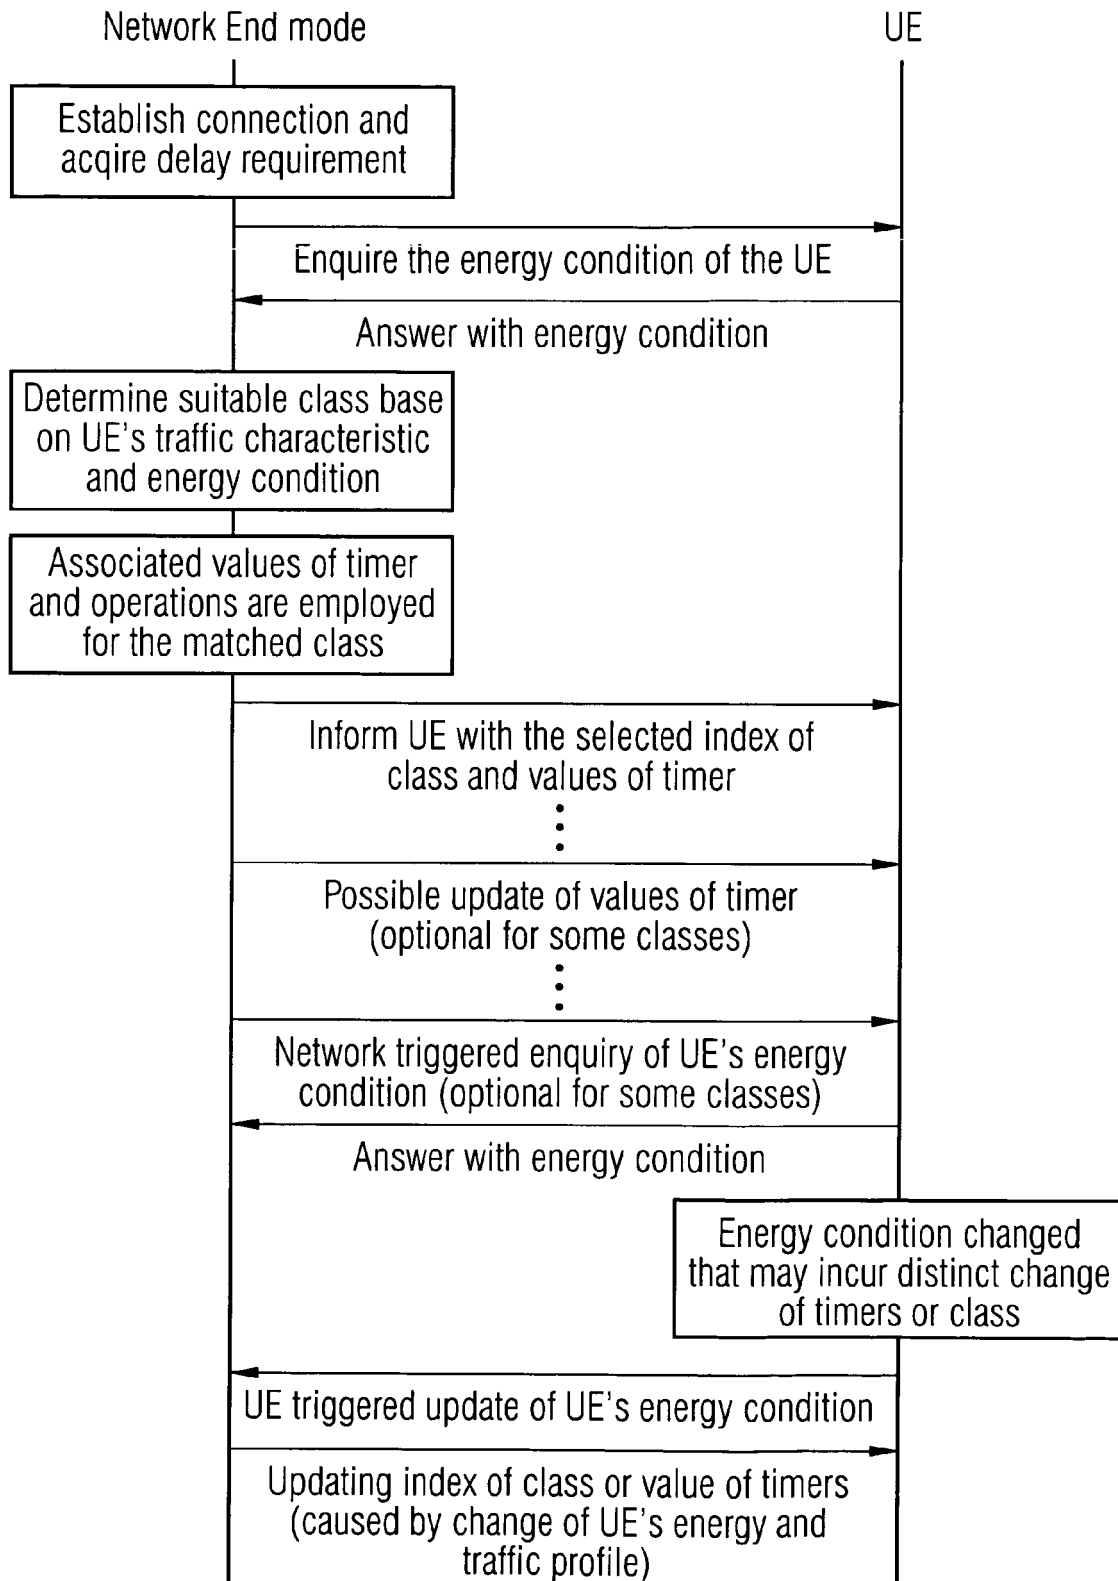 Network End mode
UE
Establish connection and
acqire delay requirement
Enquire the energy condition of the UE
Answer with energy condition
Determine suitable class base
on UE's traffic characteristic
and energy condition
Associated values of timer
and operations are employed
for the matched class
Inform UE with the selected index of
class and values of timer
Possible update of values of timer
(optional for some classes)
Network triggered enquiry of UE's energy
condition (optional for some classes)
Answer with energy condition
Energy condition changed
that may incur distinct change
of timers or class
UE triggered update of UE's energy condition
Updating index of class or value of timers
(caused by change of UE's energy and
traffic profile)